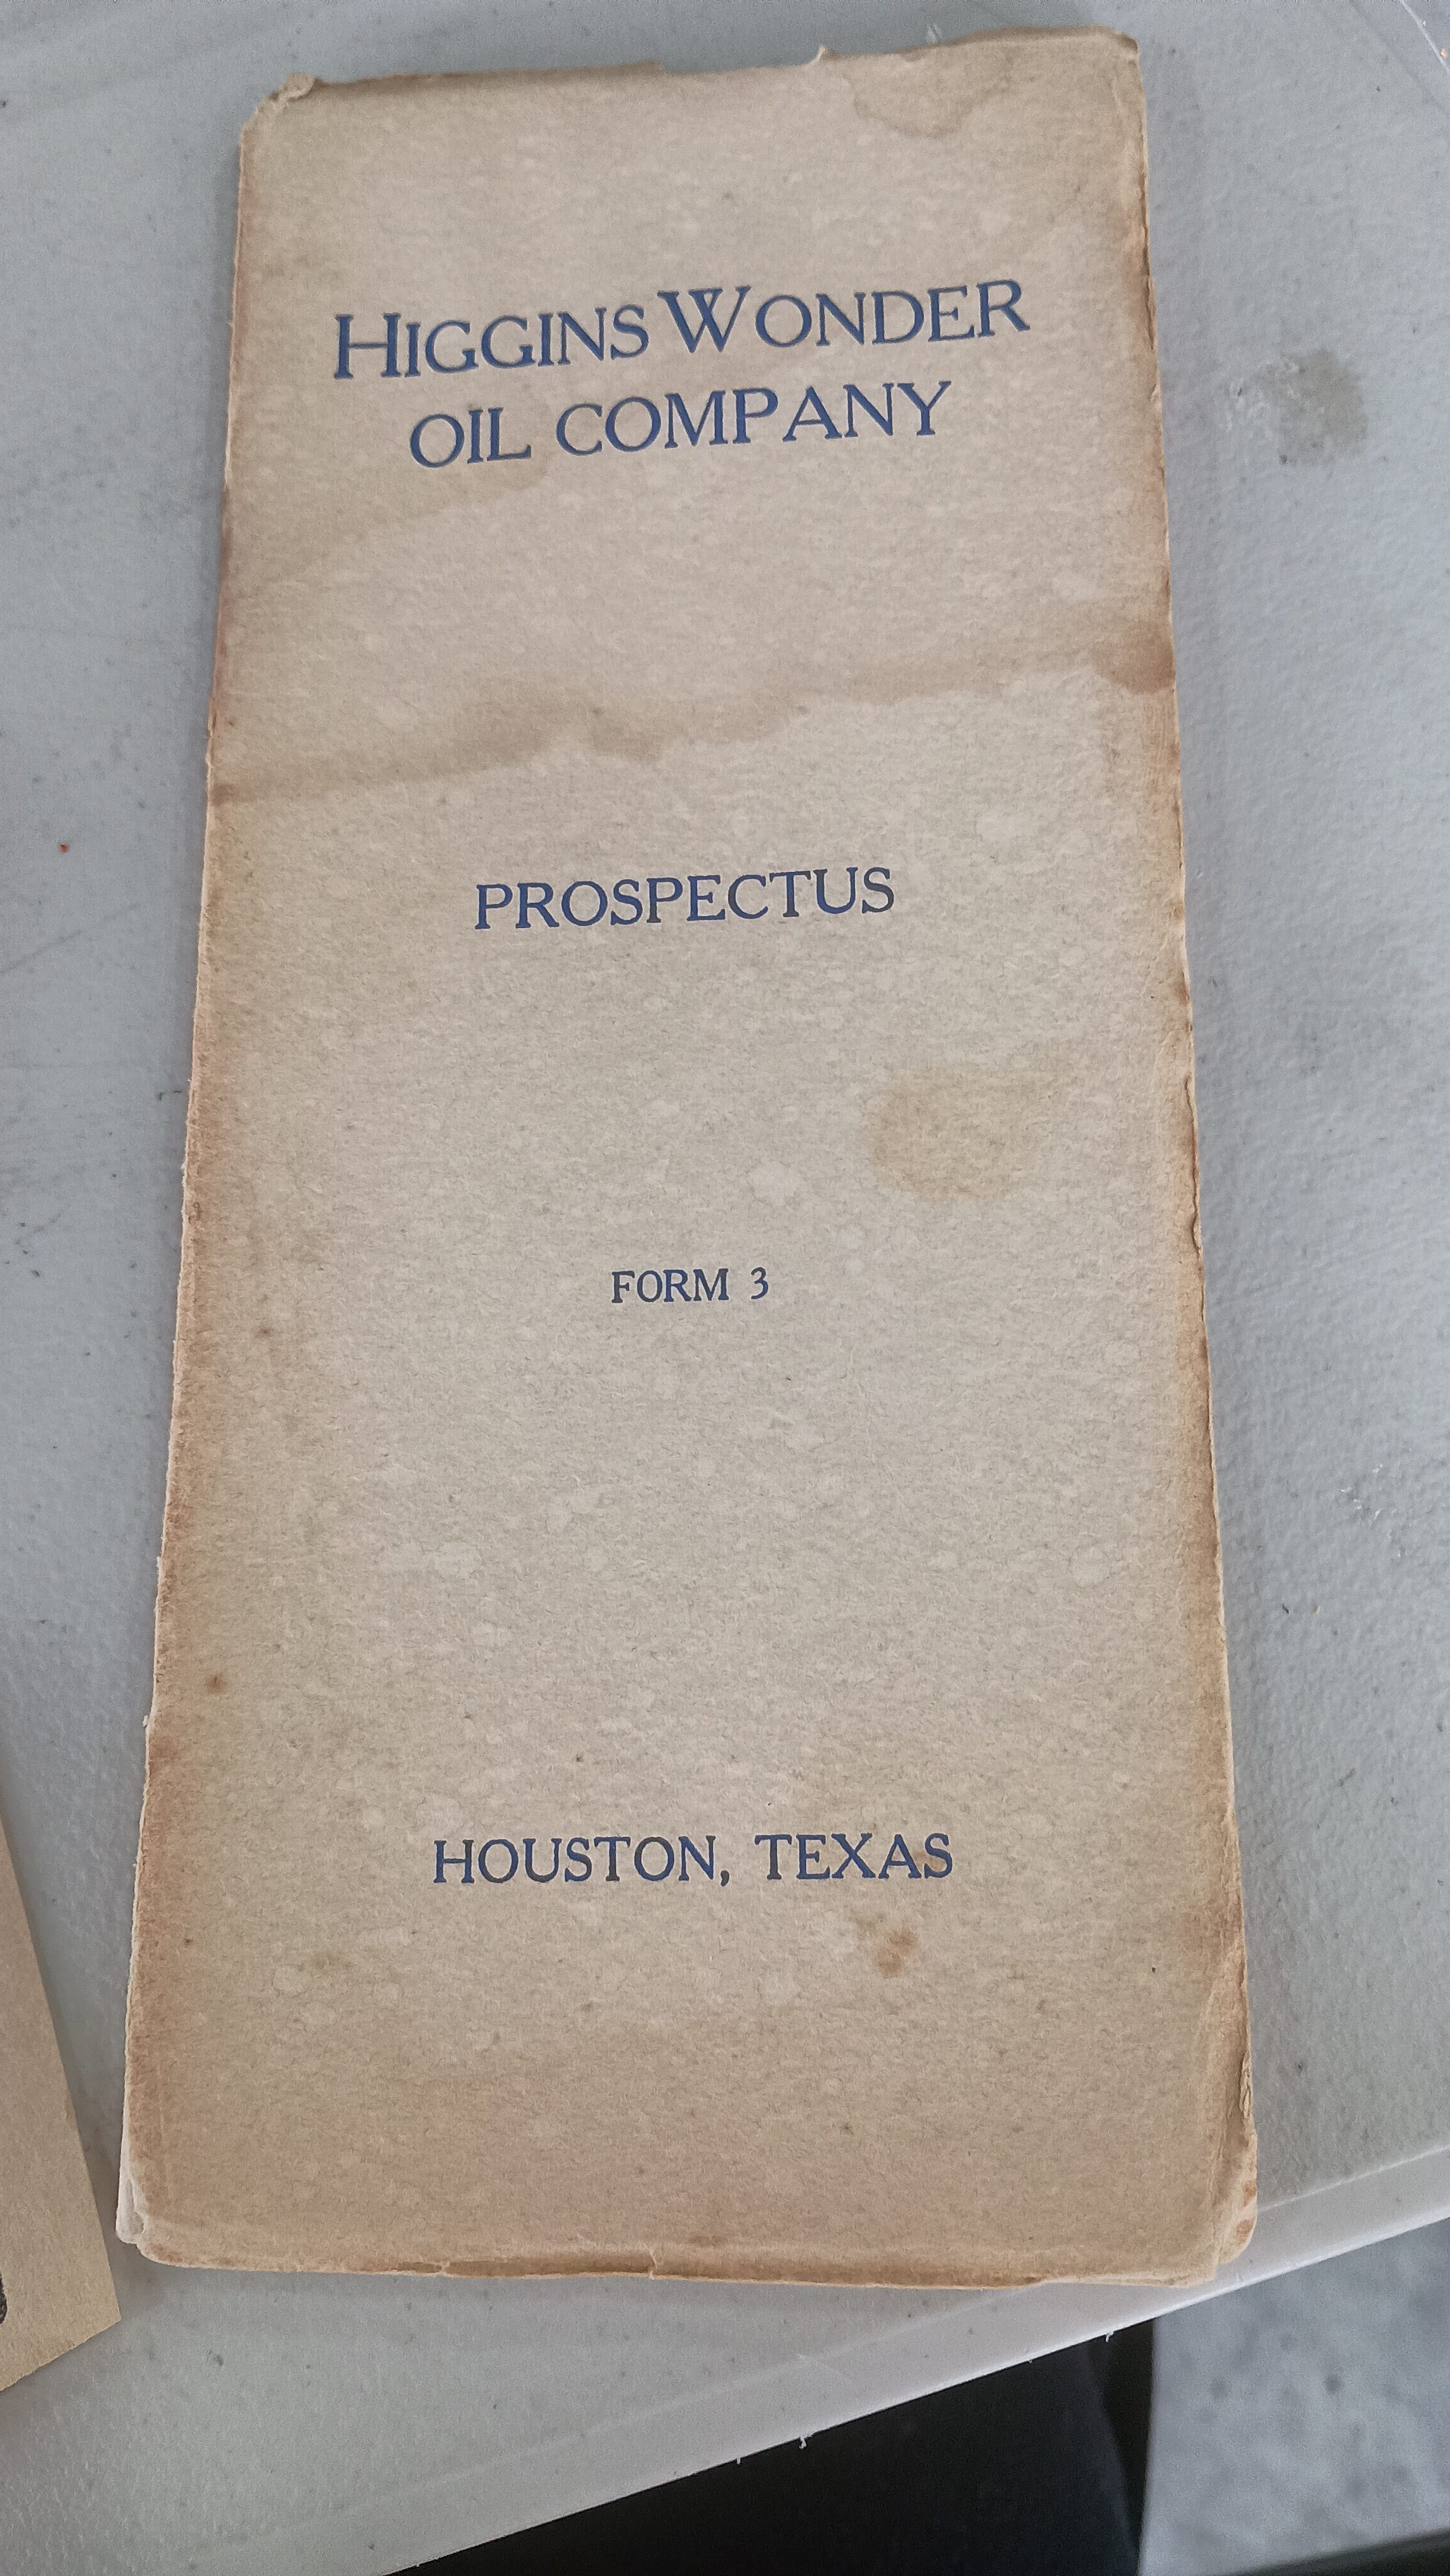 HIGGINS WONDER
OIL COMPANY
PROSPECTUS
FORM 3
HOUSTON, TEXAS